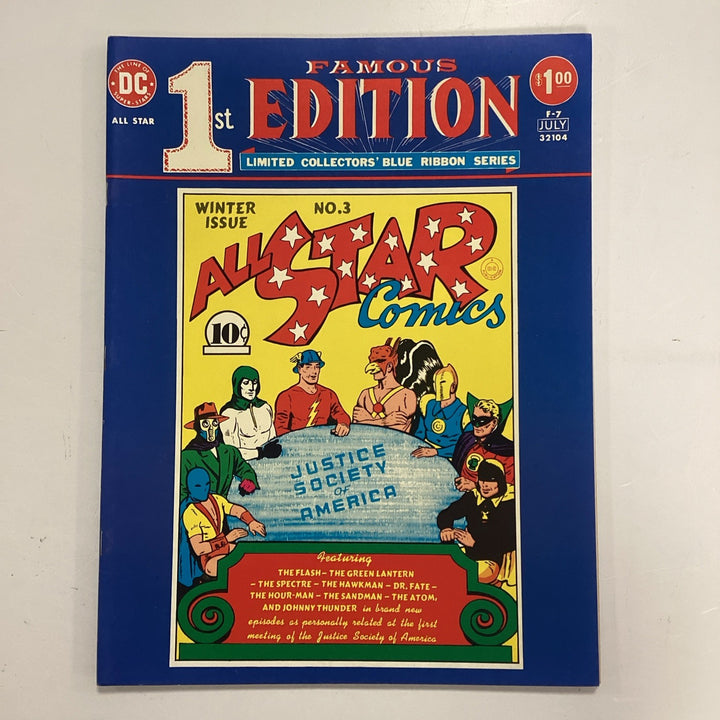 THE LINE OF
DC
SUPER-STARS
ALL STAR
1st
FAMOUS
EDITION
LIMITED COLLECTORS' BLUE RIBBON SERIES
$1.00
F-7
JULY
32104
WINTER
ISSUE
NO.3
ALL STAR
Comics
10¢
JUSTICE
SOCIETY
OF
AMERICA
Featuring
THE FLASH – THE GREEN LANTERN
– THE SPECTRE – THE HAWKMAN – DR. FATE –
THE HOUR-MAN – THE SANDMAN – THE ATOM,
AND JOHNNY THUNDER in brand new
episodes as personally related at the first
meeting of the Justice Society of America